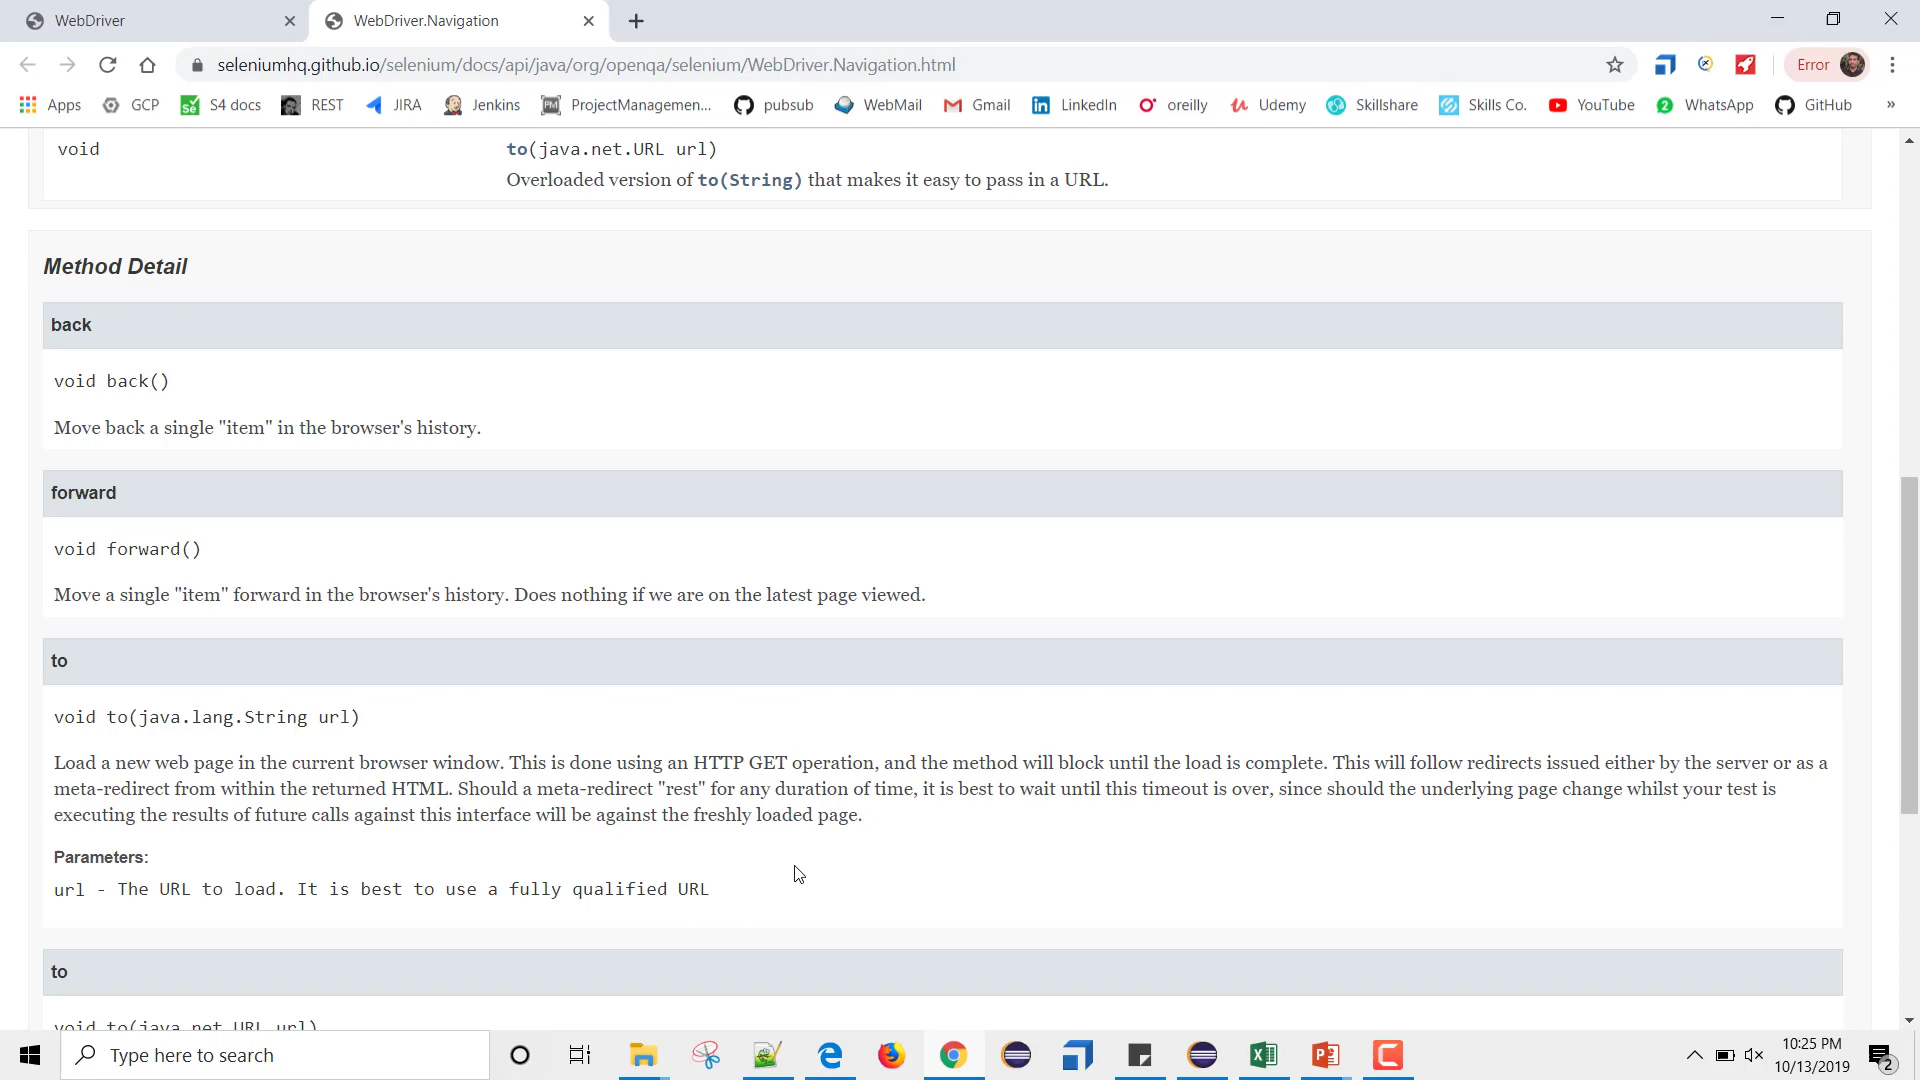 WebDriver
WebDriver.Navigation
seleniumhq.github.io/selenium/docs/api/java/org/openqa/selenium/WebDriver.Navigation.html
Error
Apps GCP S4 docs REST JIRA Jenkins ProjectManagemen... pubsub WebMail Gmail LinkedIn oreilly Udemy Skillshare Skills Co. YouTube WhatsApp GitHub »
void to(java.net.URL url)
Overloaded version of to(String) that makes it easy to pass in a URL.
Method Detail
back
void back()
Move back a single "item" in the browser's history.
forward
void forward()
Move a single "item" forward in the browser's history. Does nothing if we are on the latest page viewed.
to
void to(java.lang.String url)
Load a new web page in the current browser window. This is done using an HTTP GET operation, and the method will block until the load is complete. This will follow redirects issued either by the server or as a
meta-redirect from within the returned HTML. Should a meta-redirect "rest" for any duration of time, it is best to wait until this timeout is over, since should the underlying page change whilst your test is
executing the results of future calls against this interface will be against the freshly loaded page.
Parameters:
url - The URL to load. It is best to use a fully qualified URL
to
void to(java.net.URL url)
Type here to search
10:25 PM
10/13/2019
2